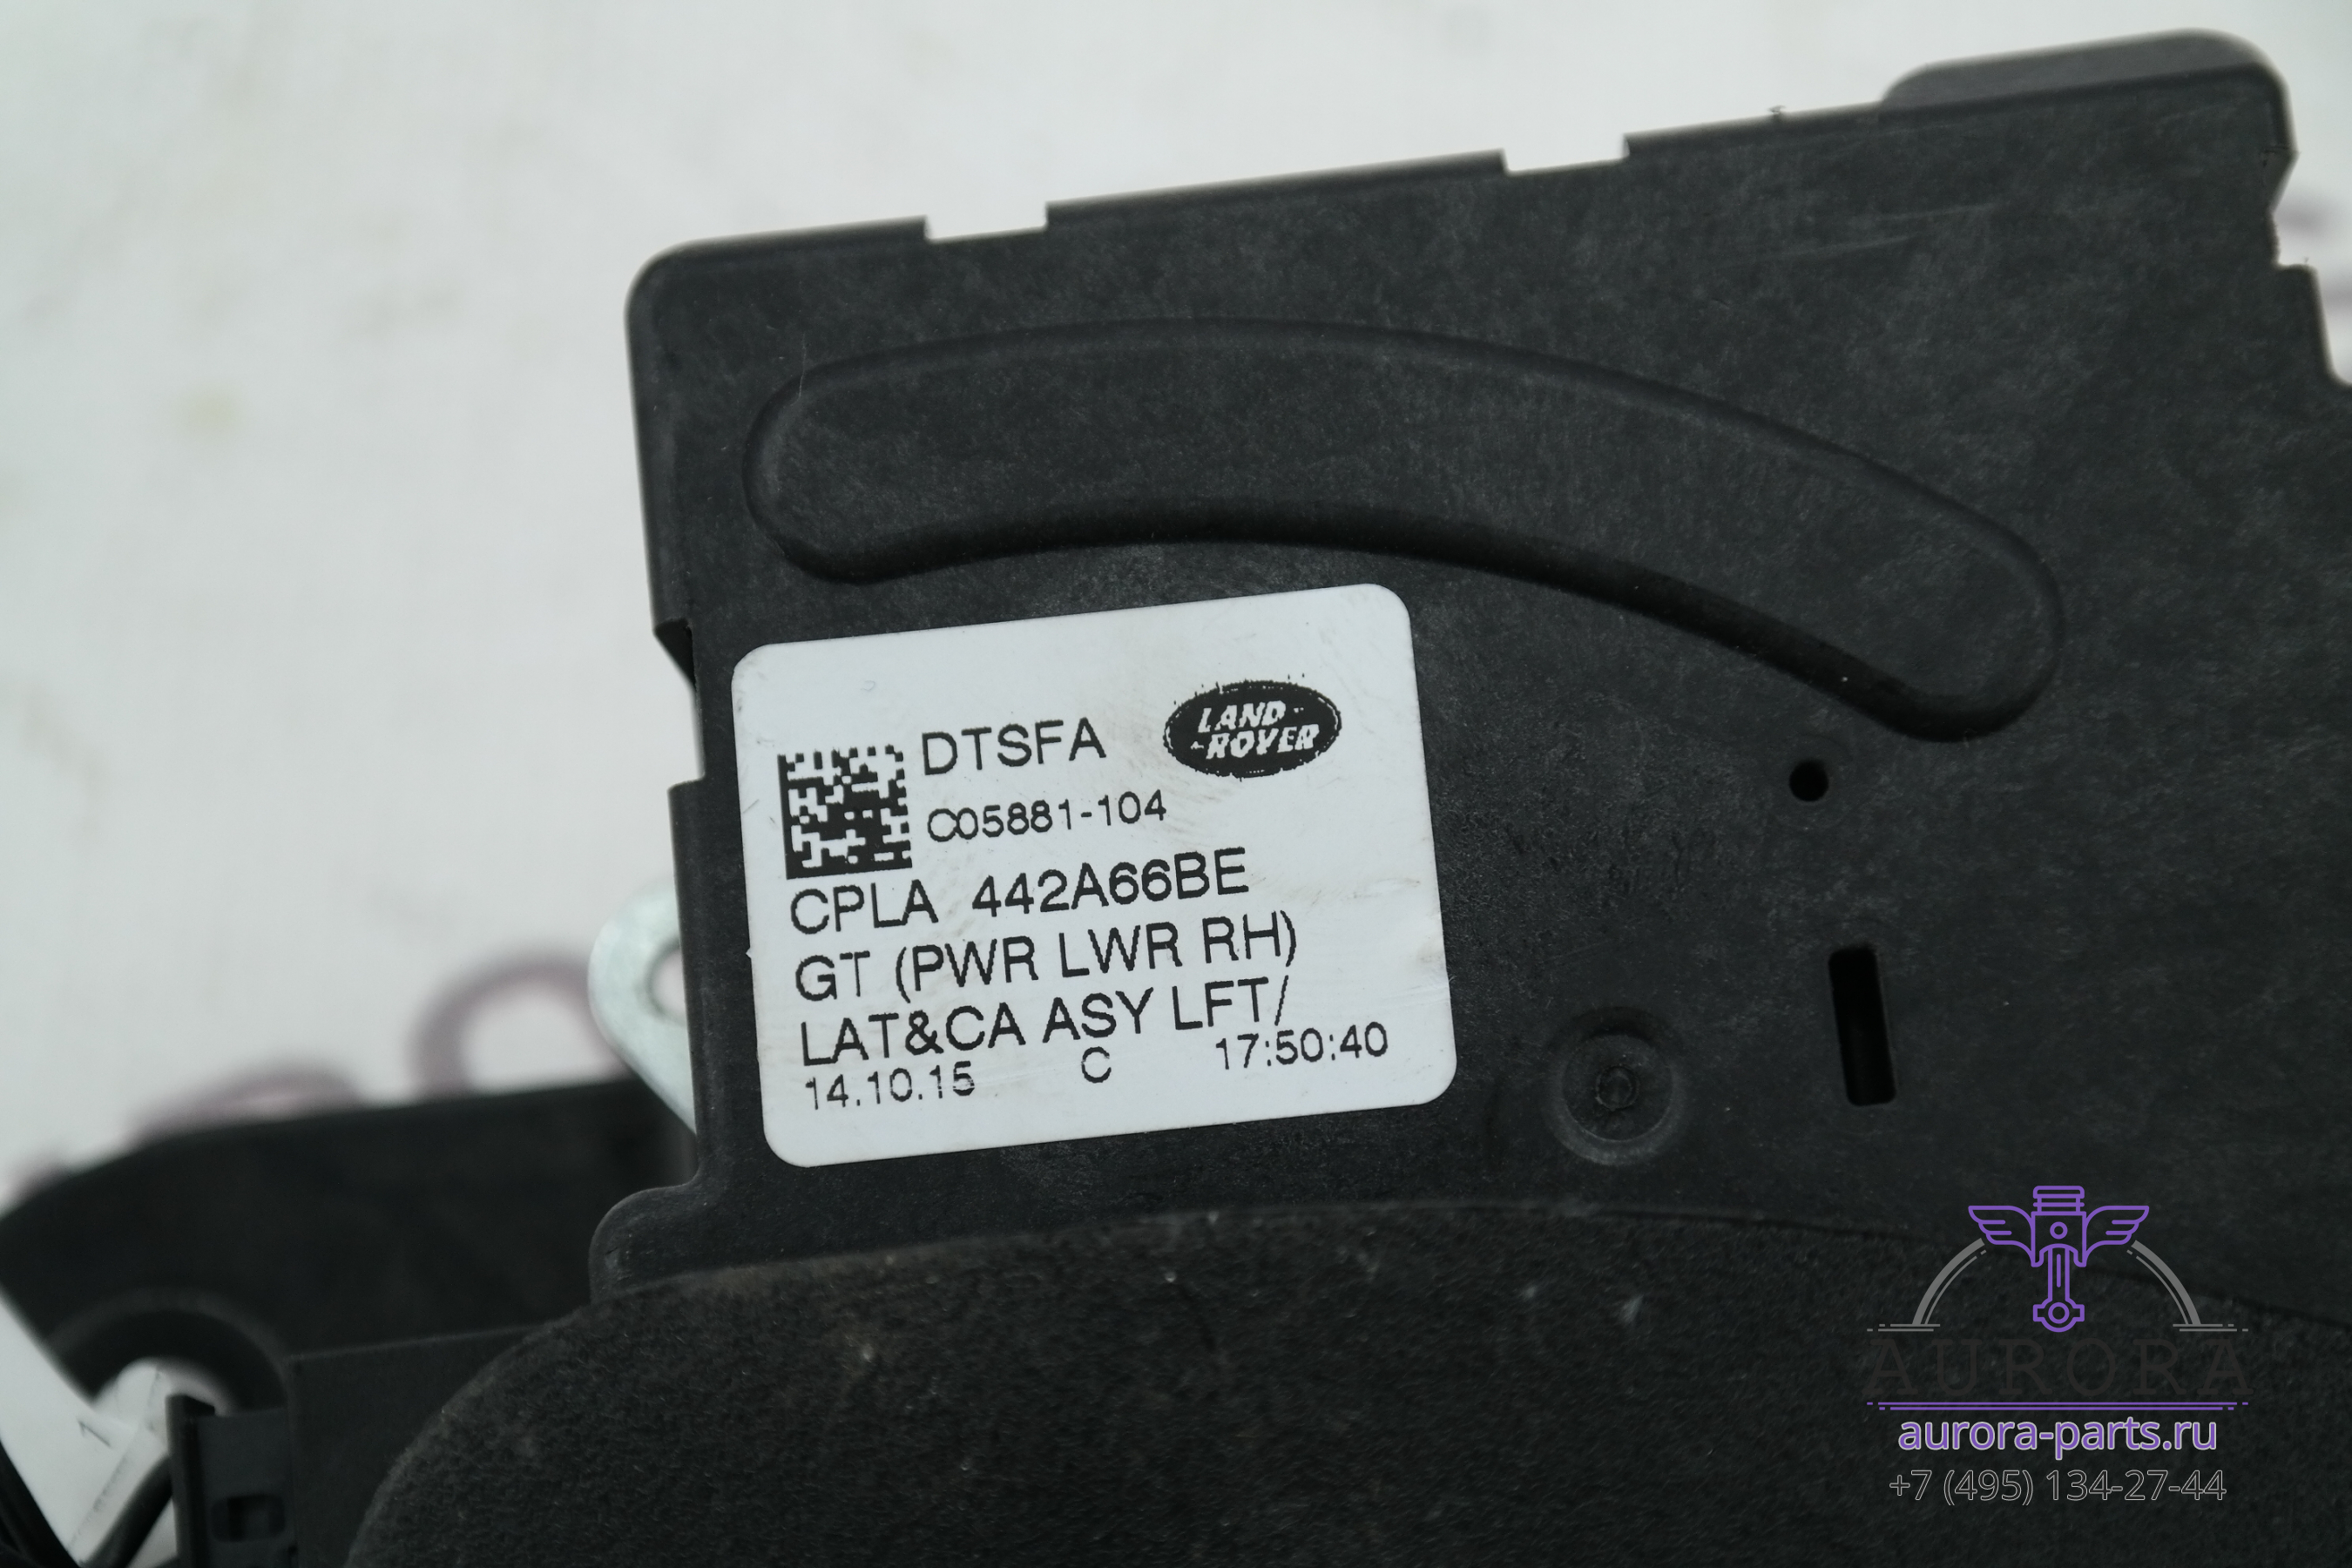 DTSFA
LAND
ROVER
C05881-104
CPLA 442A66BE
GT (PWR LWR RH)
LAT&CA ASY LFT/
14.10.15 C 17:50:40
1
AURORA
aurora-parts.ru
+7 (495) 134-27-44